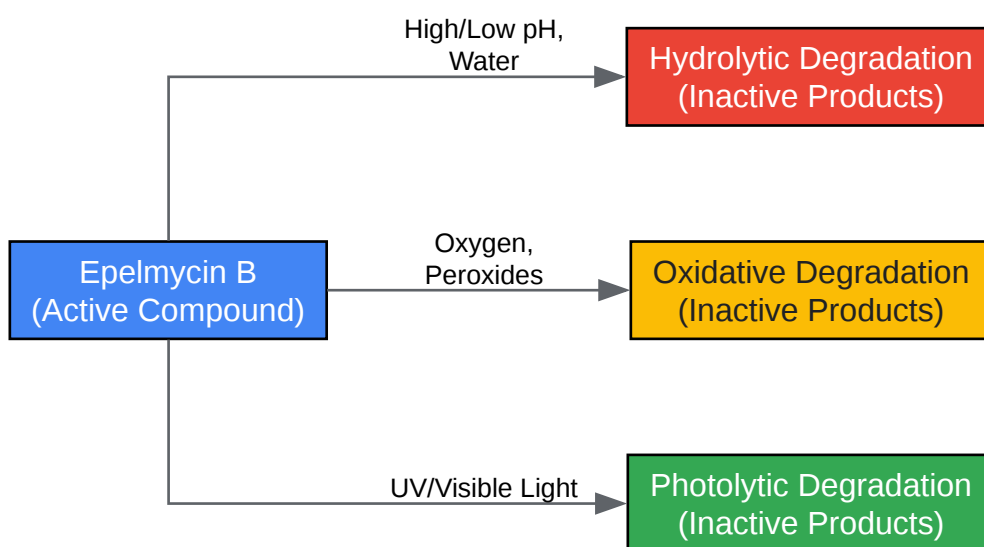 High/Low pH,
Water
Hydrolytic Degradation
(Inactive Products)
Epelmycin B
(Active Compound)
Oxygen,
Peroxides
Oxidative Degradation
(Inactive Products)
UV/Visible Light
Photolytic Degradation
(Inactive Products)